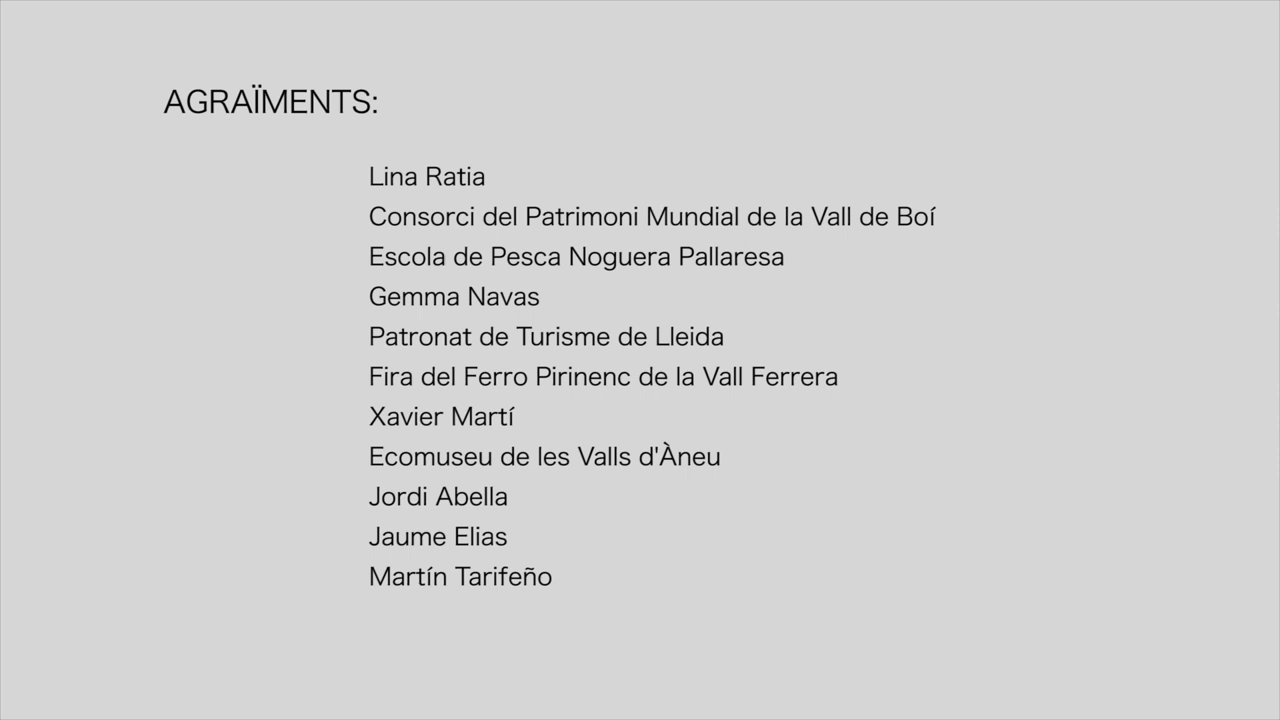 AGRAÏMENTS:
Lina Ratia
Consorci del Patrimoni Mundial de la Vall de Boí
Escola de Pesca Noguera Pallaresa
Gemma Navas
Patronat de Turisme de Lleida
Fira del Ferro Pirinenc de la Vall Ferrera
Xavier Martí
Ecomuseu de les Valls d'Àneu
Jordi Abella
Jaume Elias
Martín Tarifeño